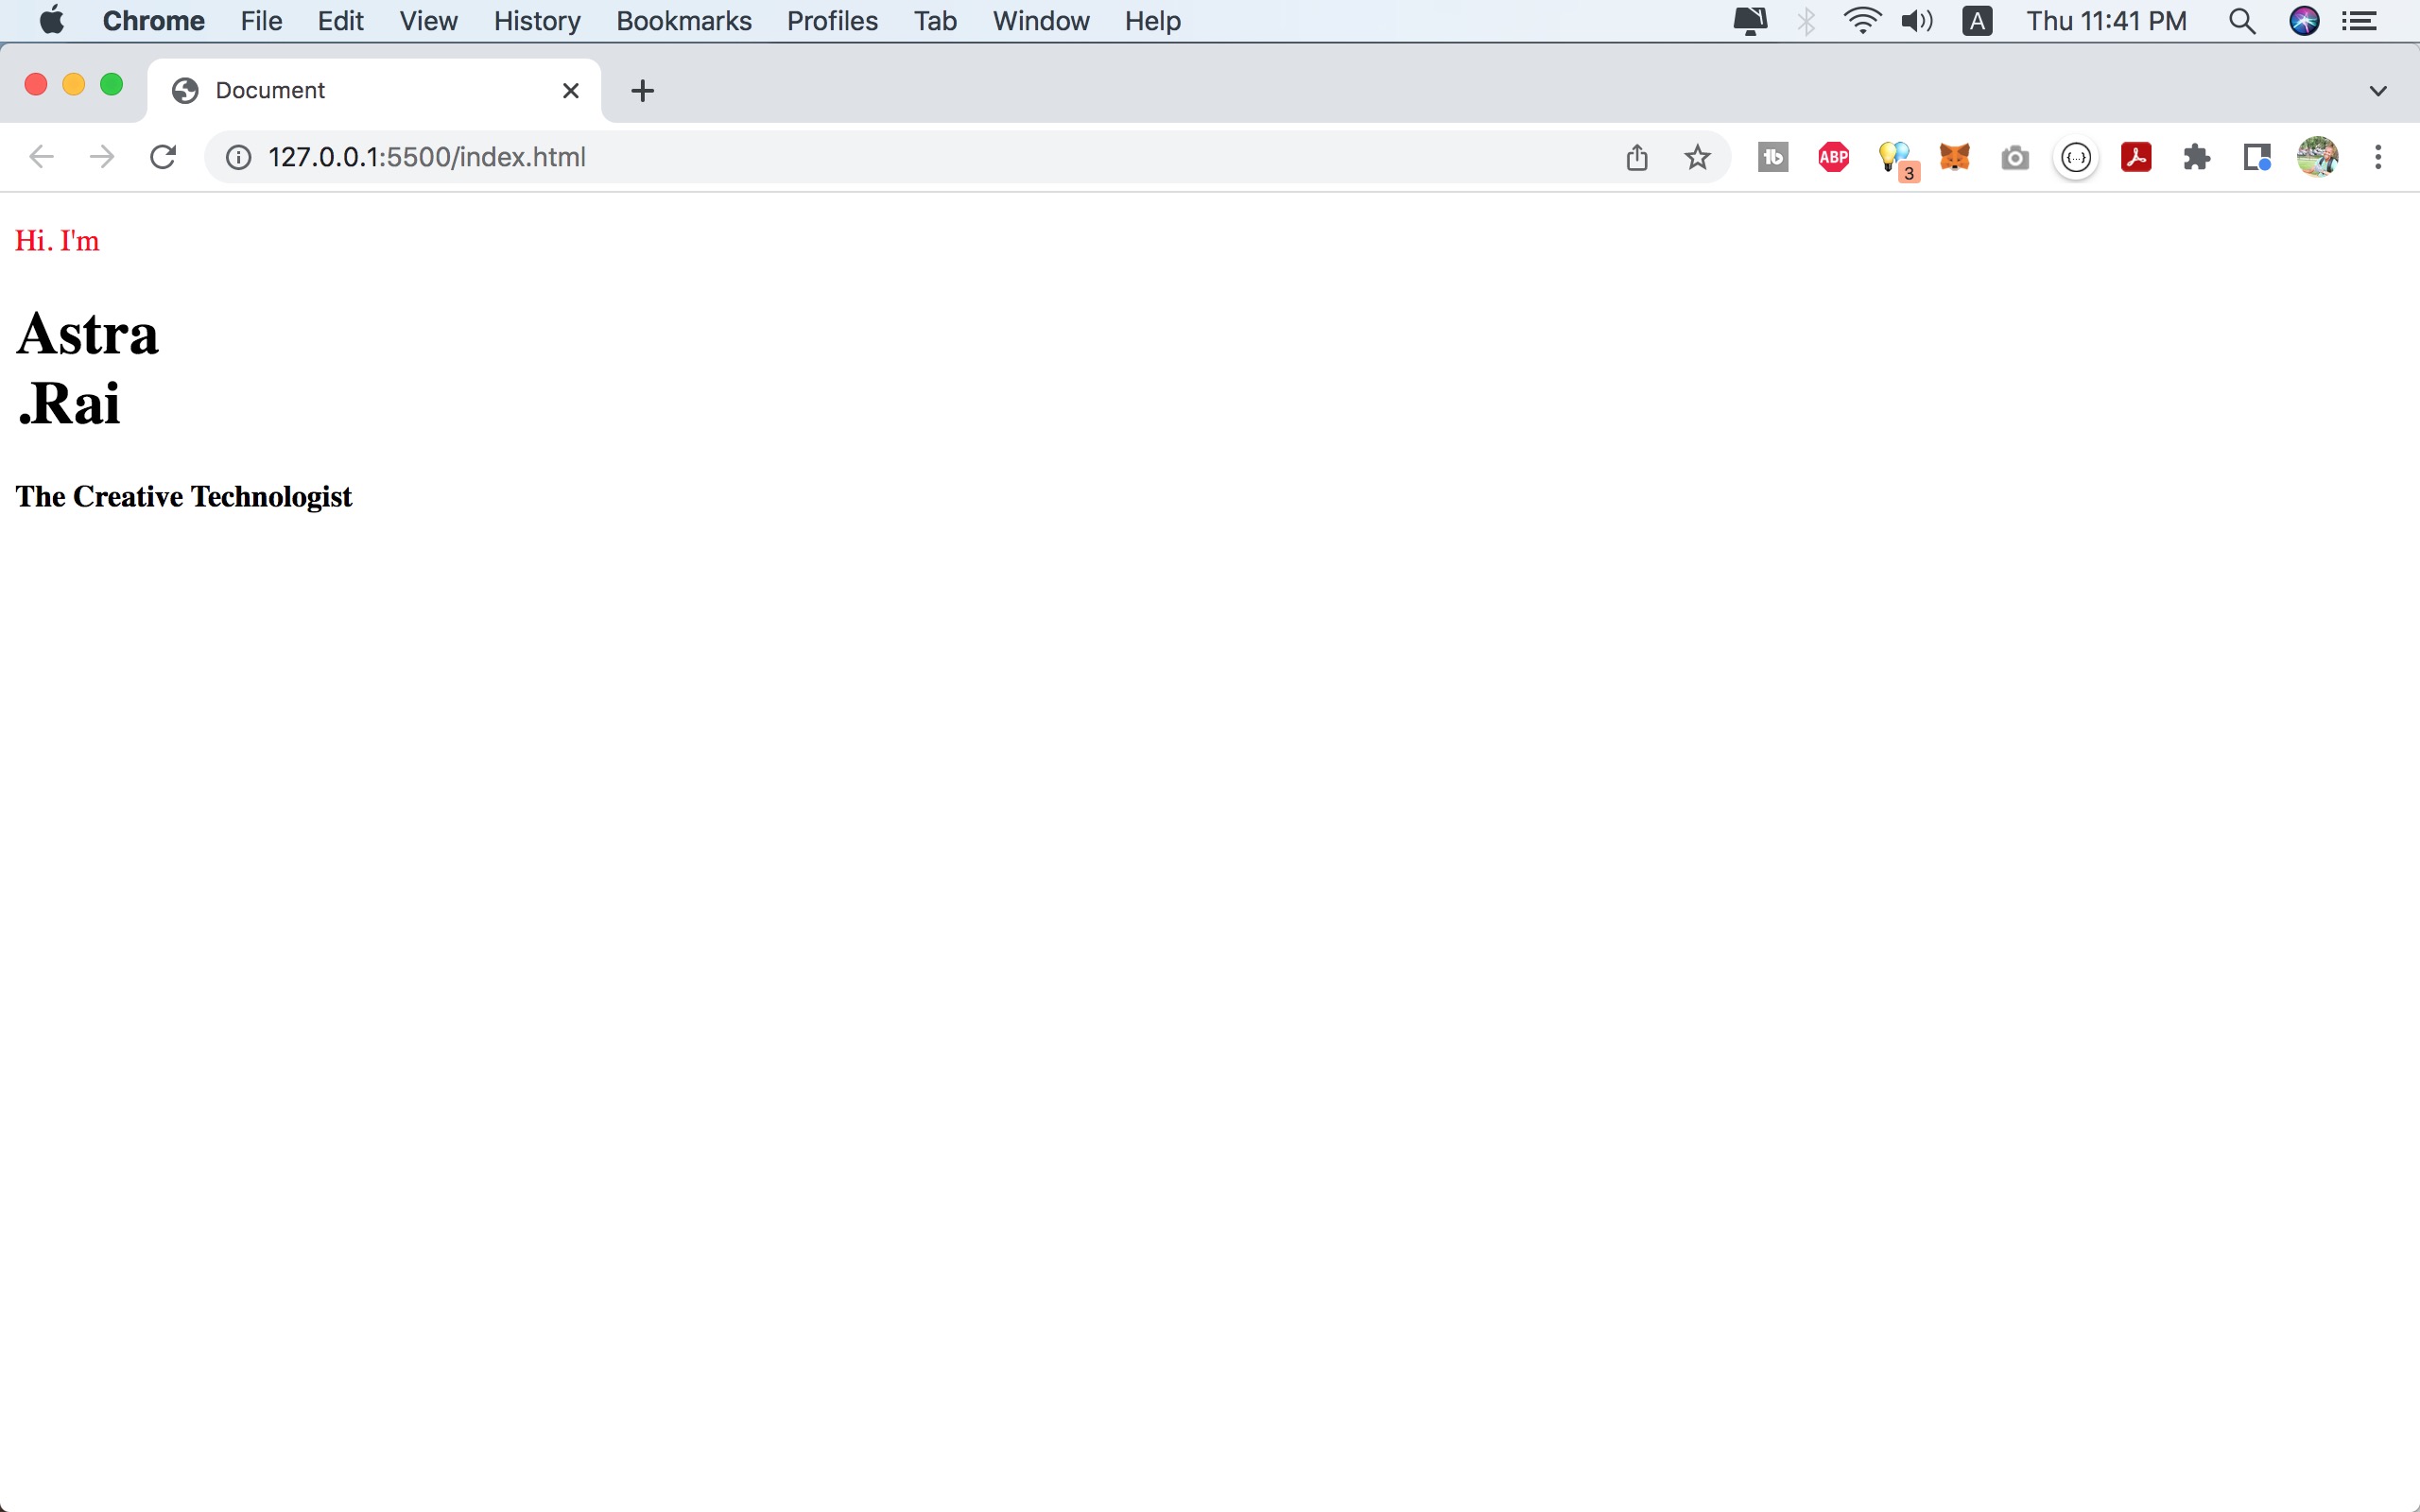 Chrome File Edit View History Bookmarks Profiles Tab Window Help A Thu 11:41 PM
Document
127.0.0.1:5500/index.html tb ABP 3 {...}
Hi. I'm
Astra
.Rai
The Creative Technologist